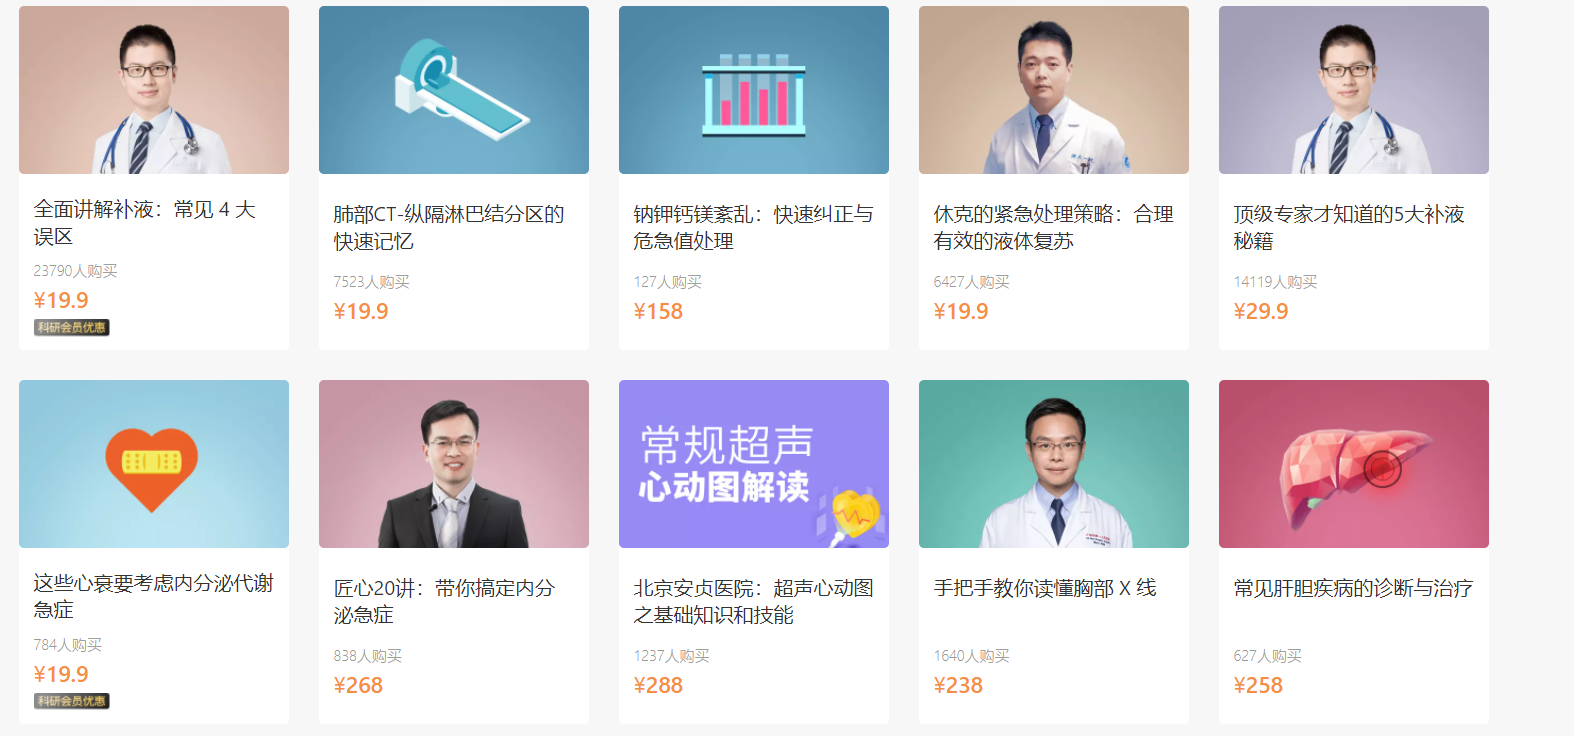 全面讲解补液：常见 4 大
误区
23790人购买
¥19.9
科研会员优惠
肺部CT-纵隔淋巴结分区的
快速记忆
7523人购买
¥19.9
钠钾钙镁紊乱：快速纠正与
危急值处理
127人购买
¥158
休克的紧急处理策略：合理
有效的液体复苏
6427人购买
¥19.9
顶级专家才知道的5大补液
秘籍
14119人购买
¥29.9
这些心衰要考虑内分泌代谢
急症
784人购买
¥19.9
科研会员优惠
匠心20讲：带你搞定内分
泌急症
838人购买
¥268
常规超声
心动图解读
北京安贞医院：超声心动图
之基础知识和技能
1237人购买
¥288
手把手教你读懂胸部 X 线
1640人购买
¥238
常见肝胆疾病的诊断与治疗
627人购买
¥258